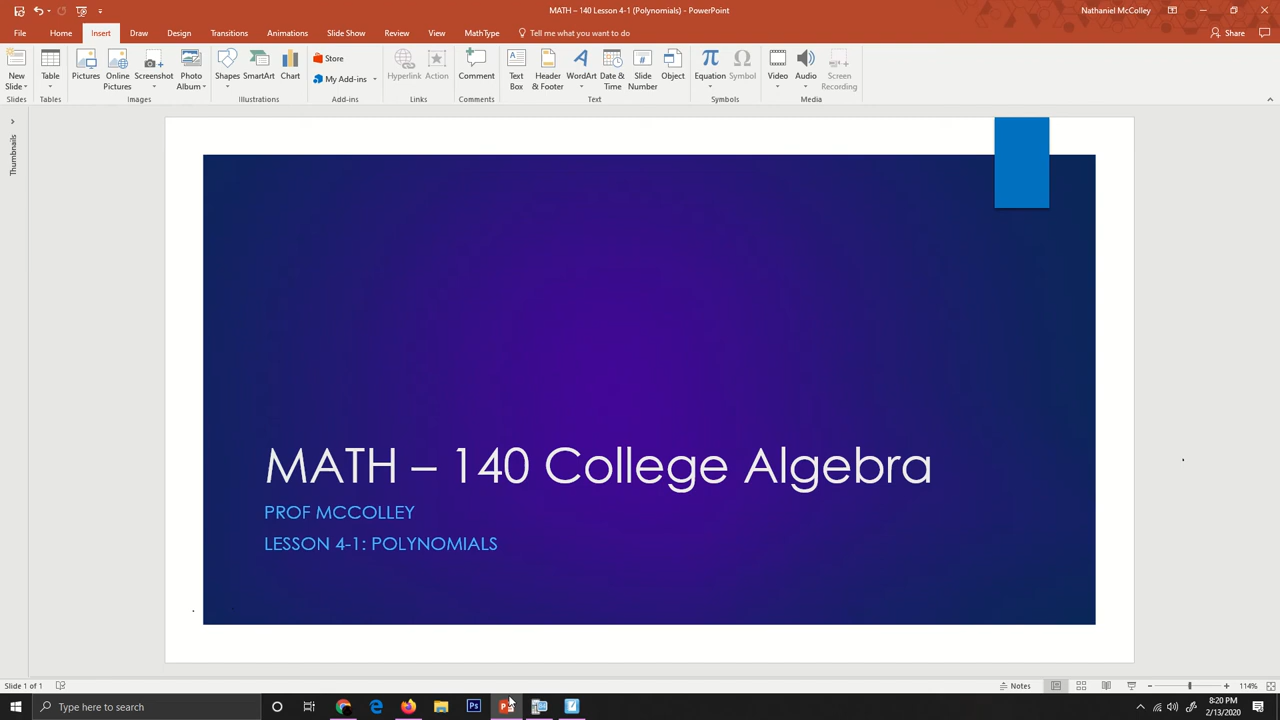 MATH – 140 Lesson 4-1 (Polynomials) - PowerPoint
Nathaniel McColley
File Home Insert Draw Design Transitions Animations Slide Show Review View MathType Tell me what you want to do
Share
New Slide
Table
Pictures
Online Pictures
Screenshot
Photo Album
Shapes
SmartArt
Chart
Store
My Add-ins
Hyperlink
Action
Comment
Text Box
Header & Footer
WordArt
Date & Time
Slide Number
Object
Equation
Symbol
Video
Audio
Screen Recording
Slides Tables Images Illustrations Add-ins Links Comments Text Symbols Media
Thumbnails
MATH – 140 College Algebra
PROF MCCOLLEY
LESSON 4-1: POLYNOMIALS
Slide 1 of 1
Notes
114%
Type here to search
Ps
8:20 PM
2/13/2020